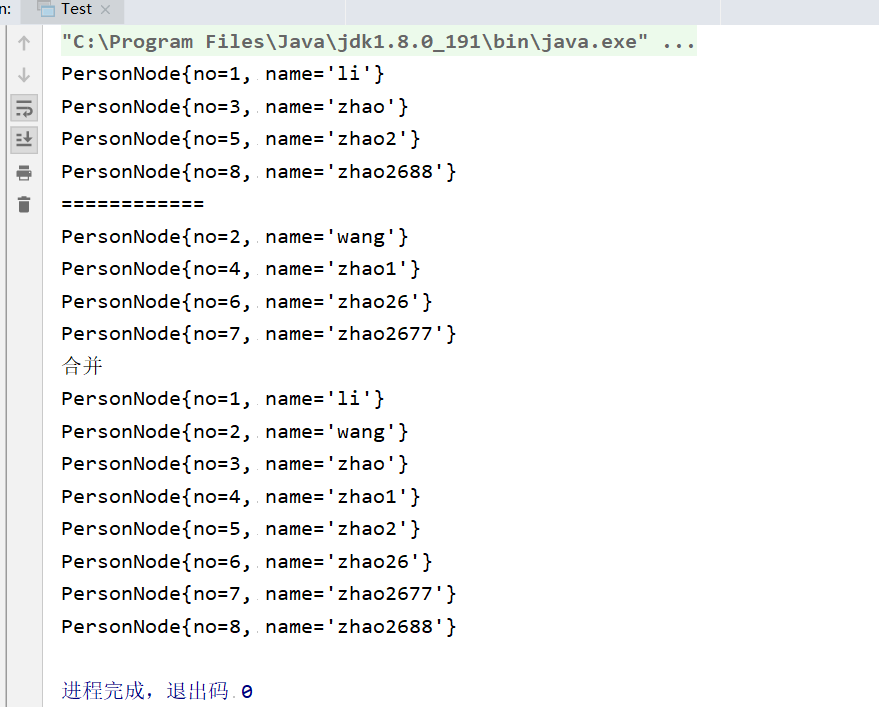 n: Test
"C:\Program Files\Java\jdk1.8.0_191\bin\java.exe" ...
PersonNode{no=1, name='li'}
PersonNode{no=3, name='zhao'}
PersonNode{no=5, name='zhao2'}
PersonNode{no=8, name='zhao2688'}
============
PersonNode{no=2, name='wang'}
PersonNode{no=4, name='zhao1'}
PersonNode{no=6, name='zhao26'}
PersonNode{no=7, name='zhao2677'}
合并
PersonNode{no=1, name='li'}
PersonNode{no=2, name='wang'}
PersonNode{no=3, name='zhao'}
PersonNode{no=4, name='zhao1'}
PersonNode{no=5, name='zhao2'}
PersonNode{no=6, name='zhao26'}
PersonNode{no=7, name='zhao2677'}
PersonNode{no=8, name='zhao2688'}
进程完成，退出码 0